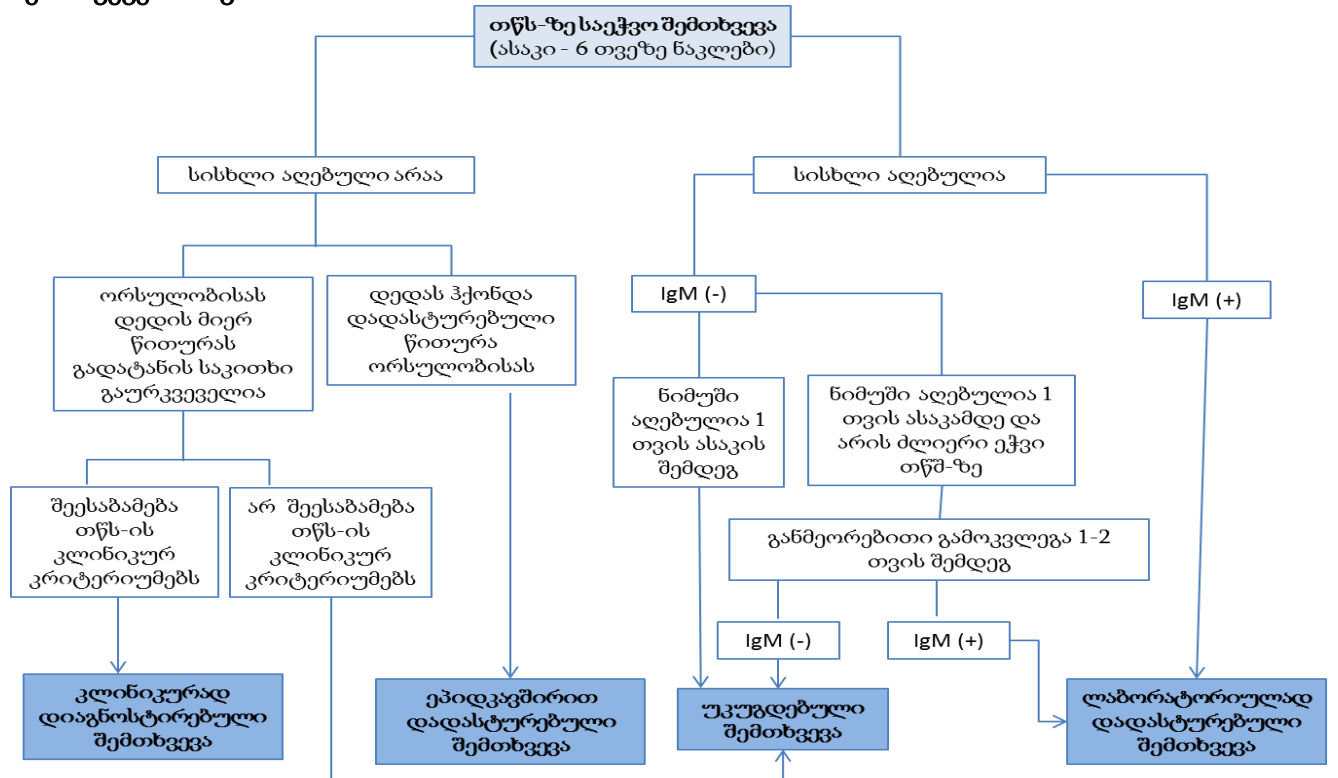 თწს-ზე საეჭვო შემთხვევა
(ასაკი - 6 თვეზე ნაკლები)
სისხლი აღებული არაა
სისხლი აღებულია
ორსულობისას
დედის მიერ
წითურას
გადატანის საკითხი
გაურკვეველია
დედას ჰქონდა
დადასტურებული
წითურა
ორსულობისას
IgM (-)
IgM (+)
ნიმუში
აღებულია 1
თვის ასაკის
შემდეგ
ნიმუში აღებულია 1
თვის ასაკამდე და
არის ძლიერი ეჭვი
თწშ-ზე
შეესაბამება
თწს-ის
კლინიკურ
კრიტერიუმებს
არ შეესაბამება
თწს-ის
კლინიკურ
კრიტერიუმებს
განმეორებითი გამოკვლეგა 1-2
თვის შემდეგ
IgM (-)
IgM (+)
კლინიკურად
დიაგნოსტირებული
შემთხვევა
ეპიდკავშირით
დადასტურებული
შემთხვევა
უკუგდებული
შემთხვევა
ლაბორატორიულად
დადასტურებული
შემთხვევა